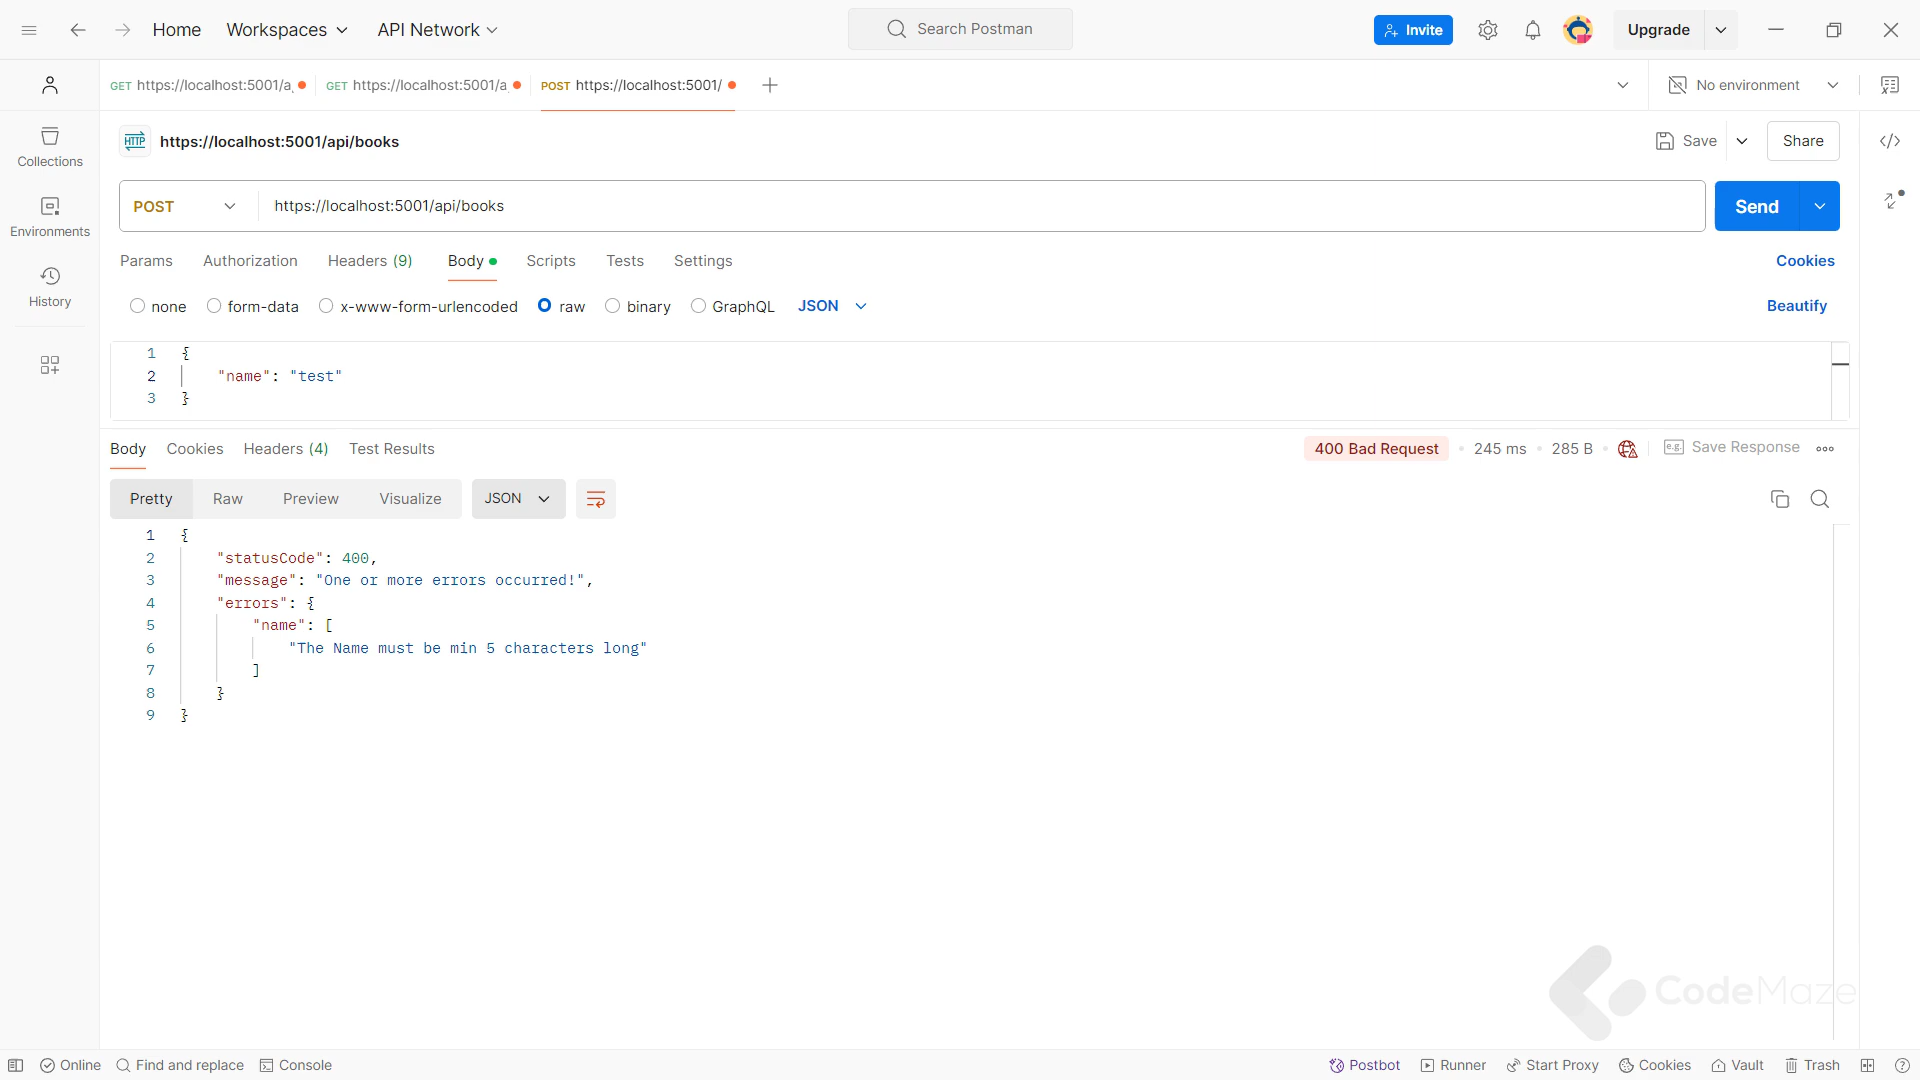 Home Workspaces API Network Search Postman Invite Upgrade
GET https://localhost:5001/a GET https://localhost:5001/a POST https://localhost:5001/ No environment
HTTP https://localhost:5001/api/books Save Share
Collections
POST https://localhost:5001/api/books Send
Environments
Params Authorization Headers (9) Body Scripts Tests Settings Cookies
History
none form-data x-www-form-urlencoded raw binary GraphQL JSON Beautify
1 {
2 "name": "test"
3 }
Body Cookies Headers (4) Test Results 400 Bad Request 245 ms 285 B e.g. Save Response
Pretty Raw Preview Visualize JSON
1 {
2 "statusCode": 400,
3 "message": "One or more errors occurred!",
4 "errors": {
5 "name": [
6 "The Name must be min 5 characters long"
7 ]
8 }
9 }
CodeMaze
Online Find and replace Console Postbot Runner Start Proxy Cookies Vault Trash